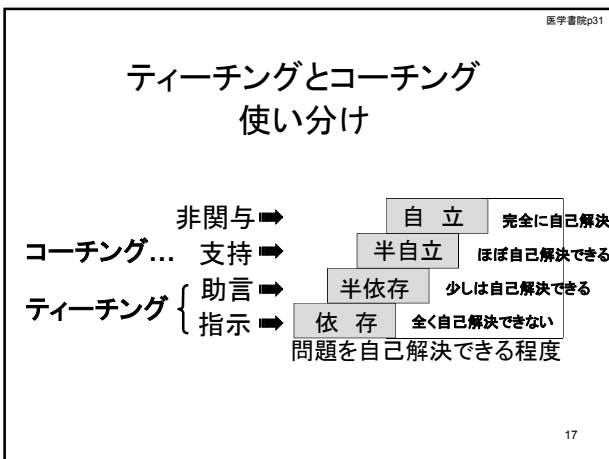 医学書院p31
ティーチングとコーチング
使い分け
非関与➡ 自 立 完全に自己解決
コーチング… 支持➡ 半自立 ほぼ自己解決できる
助言➡ 半依存 少しは自己解決できる
ティーチング
指示➡ 依 存 全く自己解決できない
問題を自己解決できる程度
17